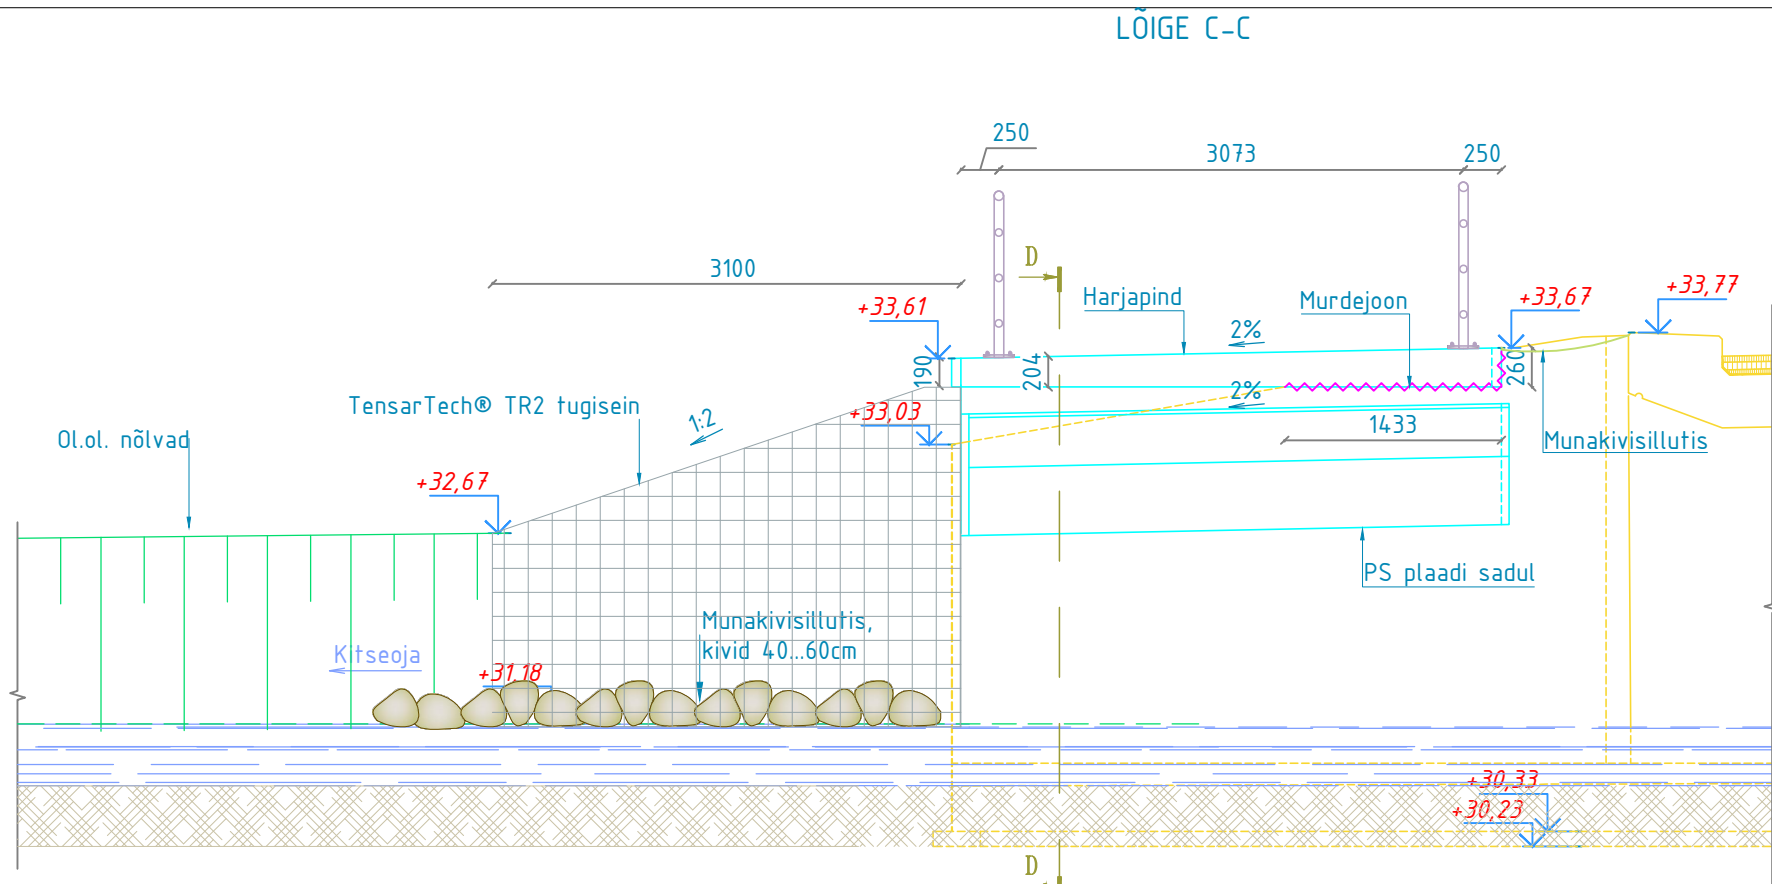 LÕIGE C-C
250
3073
250
3100
D
+33,61
Harjapind
Murdejoon
+33,67
+33,77
2%
190
204
260
2%
TensarTech® TR2 tugisein
1:2
+33,03
1433
Munakivisillutis
Ol.ol. nõlvad
+32,67
PS plaadi sadul
Munakivisillutis,
kivid 40...60cm
Kitseoja
+31,18
+30,33
+30,23
D